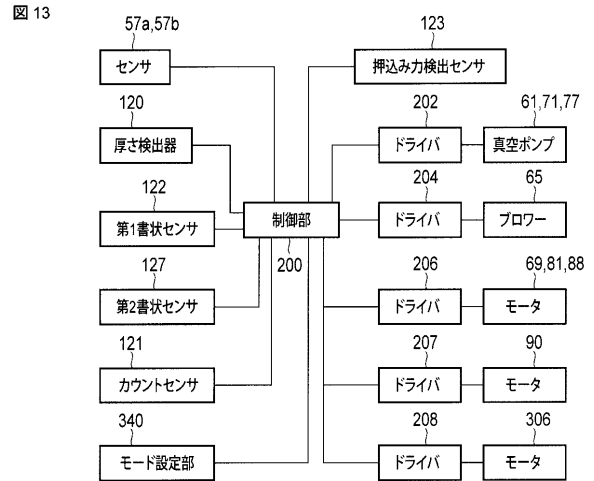 図 13
57a,57b
センサ
123
押込み力検出センサ
120
厚さ検出器
202
ドライバ
61,71,77
真空ポンプ
122
第1書状センサ
制御部
200
204
ドライバ
65
ブロワー
127
第2書状センサ
206
ドライバ
69,81,88
モータ
121
カウントセンサ
207
ドライバ
90
モータ
340
モード設定部
208
ドライバ
306
モータ